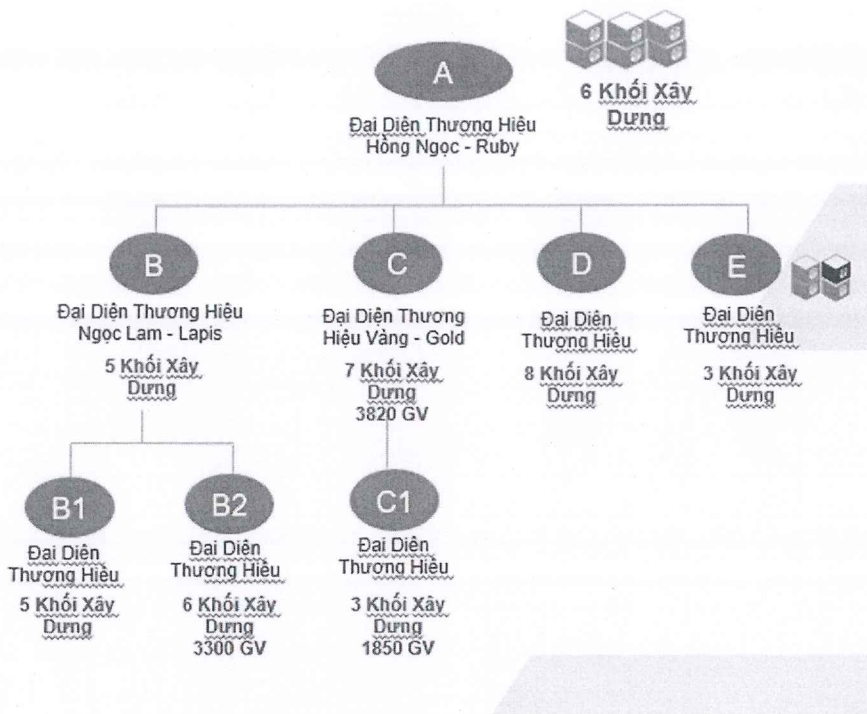 A
6 Khối Xây
Dựng
Đại Diện Thương Hiệu
Hồng Ngọc - Ruby
B
C
D
E
Đại Diện Thương Hiệu
Ngọc Lam - Lapis
5 Khối Xây
Dựng
Đại Diện Thương
Hiệu Vàng - Gold
7 Khối Xây
Dựng
3820 GV
Đại Diện
Thương Hiệu
8 Khối Xây
Dựng
Đại Diện
Thương Hiệu
3 Khối Xây
Dựng
B1
B2
C1
Đại Diện
Thương Hiệu
5 Khối Xây
Dựng
Đại Diện
Thương Hiệu
6 Khối Xây
Dựng
3300 GV
Đại Diện
Thương Hiệu
3 Khối Xây
Dựng
1850 GV